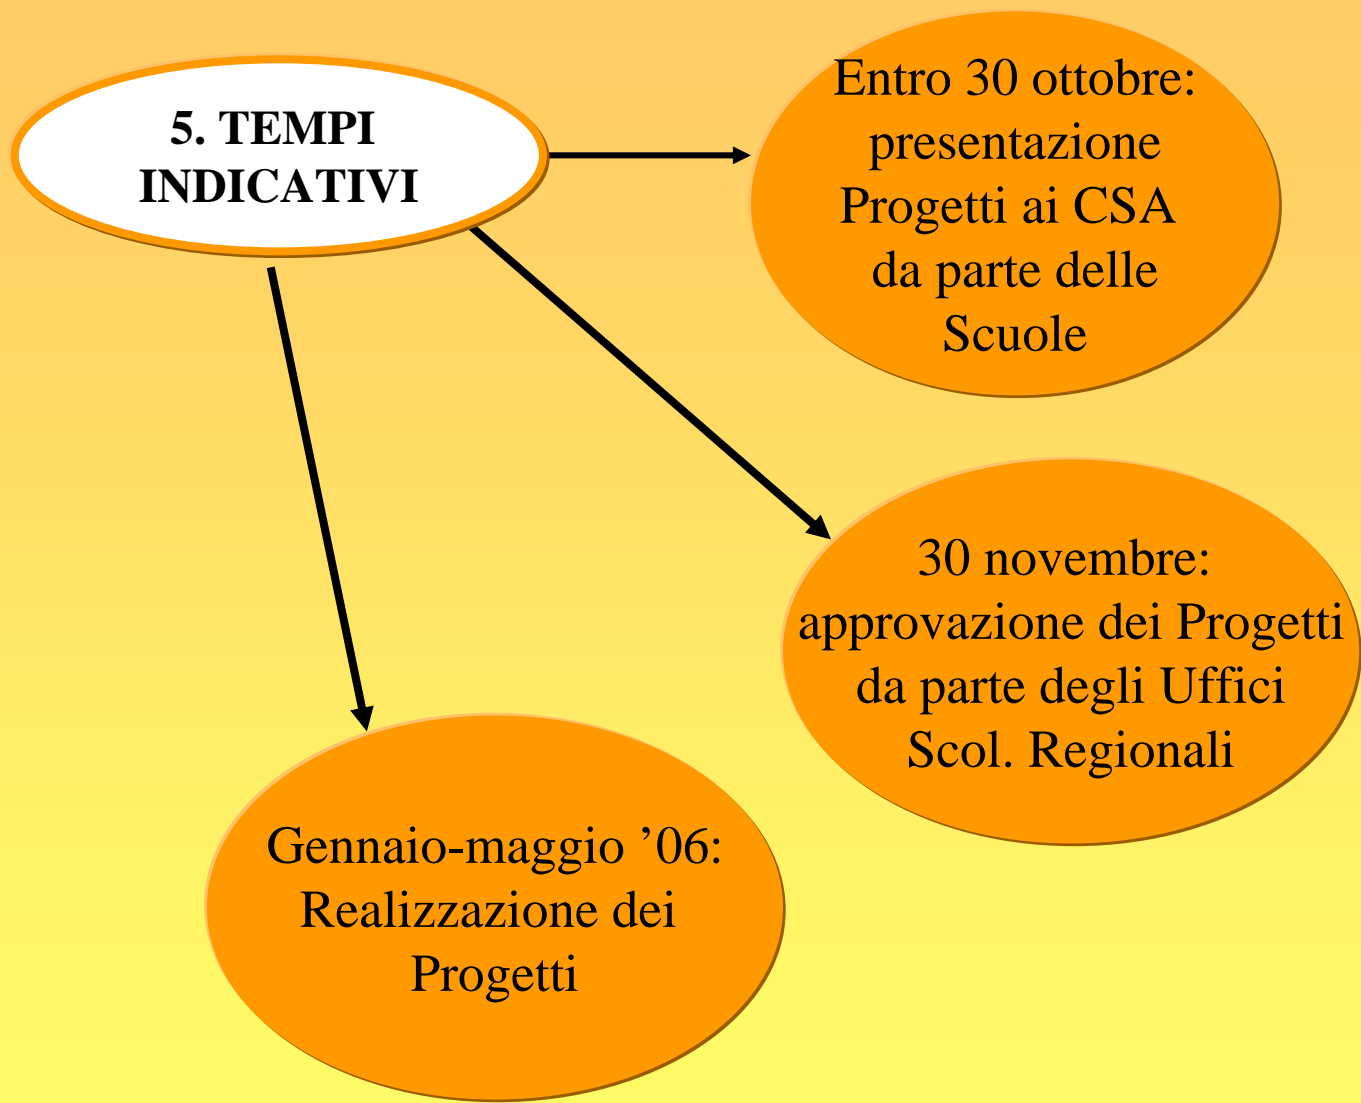 5. TEMPI
INDICATIVI
Entro 30 ottobre:
presentazione
Progetti ai CSA
da parte delle
Scuole
30 novembre:
approvazione dei Progetti
da parte degli Uffici
Scol. Regionali
Gennaio-maggio ’06:
Realizzazione dei
Progetti